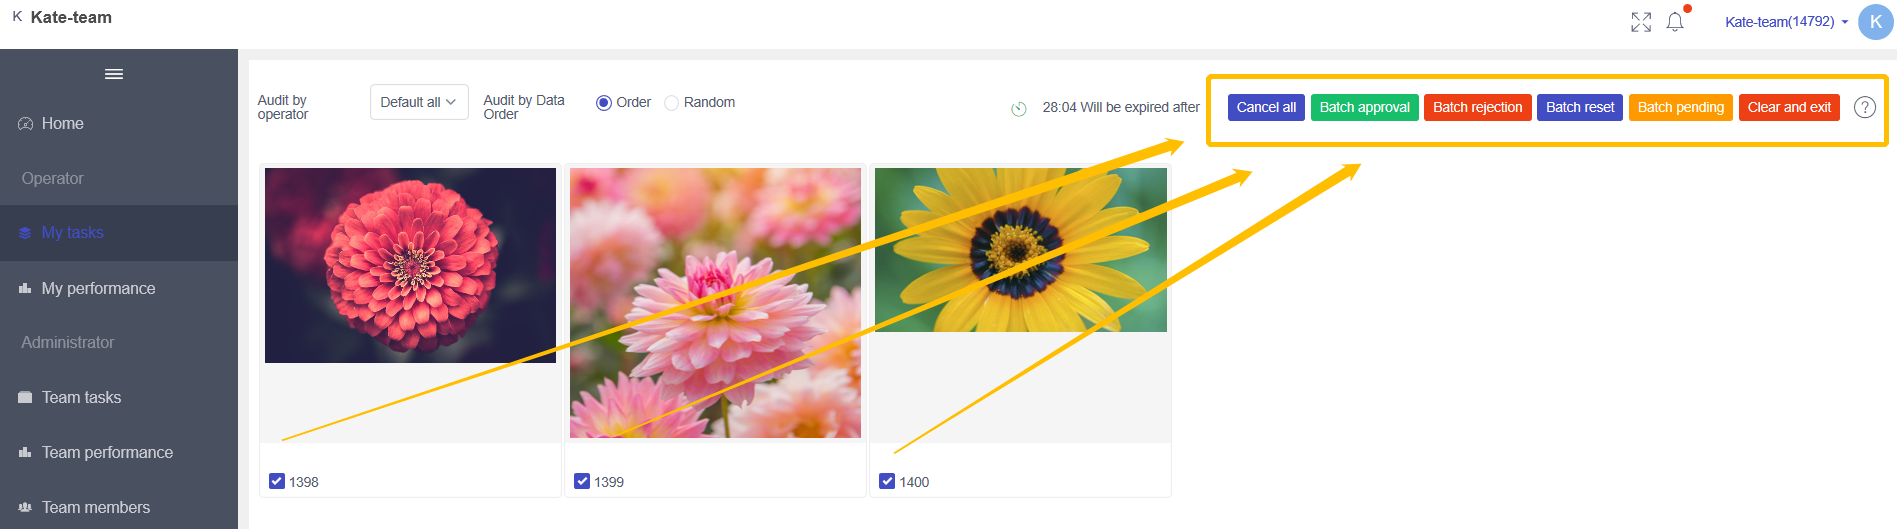 K Kate-team
Kate-team(14792)
K
Home
Operator
My tasks
My performance
Administrator
Team tasks
Team performance
Team members
Audit by
operator
Default all
Audit by Data
Order
Order
Random
28:04 Will be expired after
Cancel all
Batch approval
Batch rejection
Batch reset
Batch pending
Clear and exit
?
1398
1399
1400